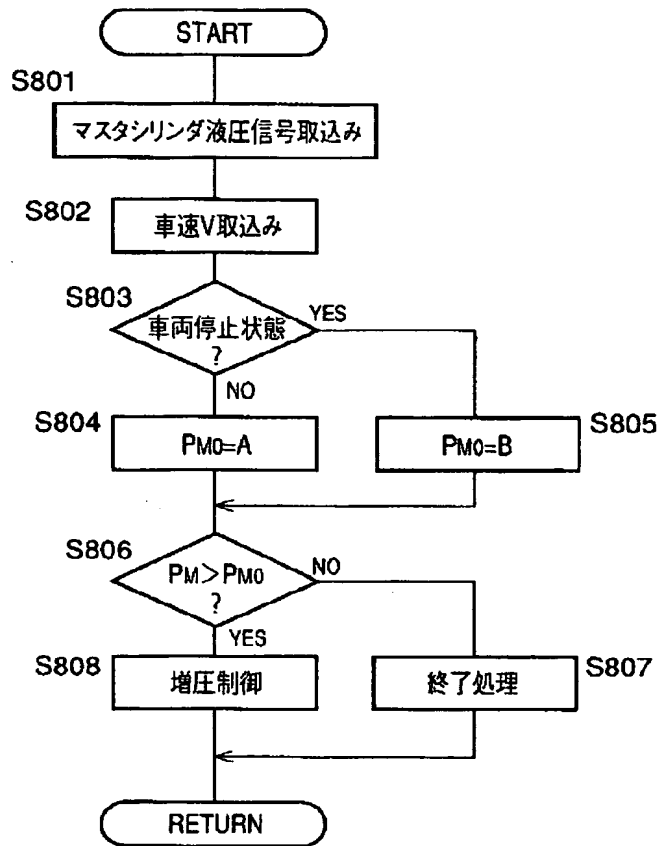 START
S801
マスタシリンダ液圧信号取込み
S802
車速V取込み
S803
車両停止状態
?
YES
NO
S804
PM0=A
PM0=B
S805
S806
PM>PM0
?
NO
YES
S808
増圧制御
終了処理
S807
RETURN